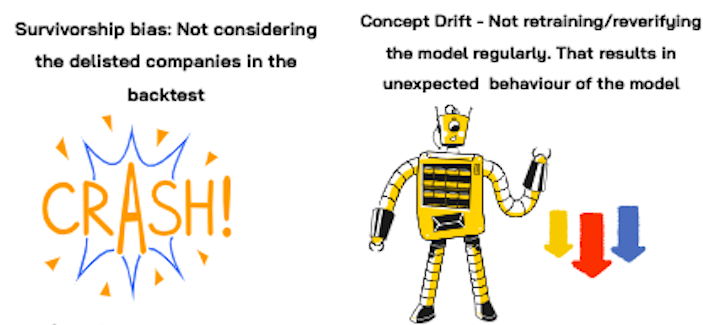 Survivorship bias: Not considering
the delisted companies in the
backtest
CRASH!
Concept Drift - Not retraining/reverifying
the model regularly. That results in
unexpected behaviour of the model